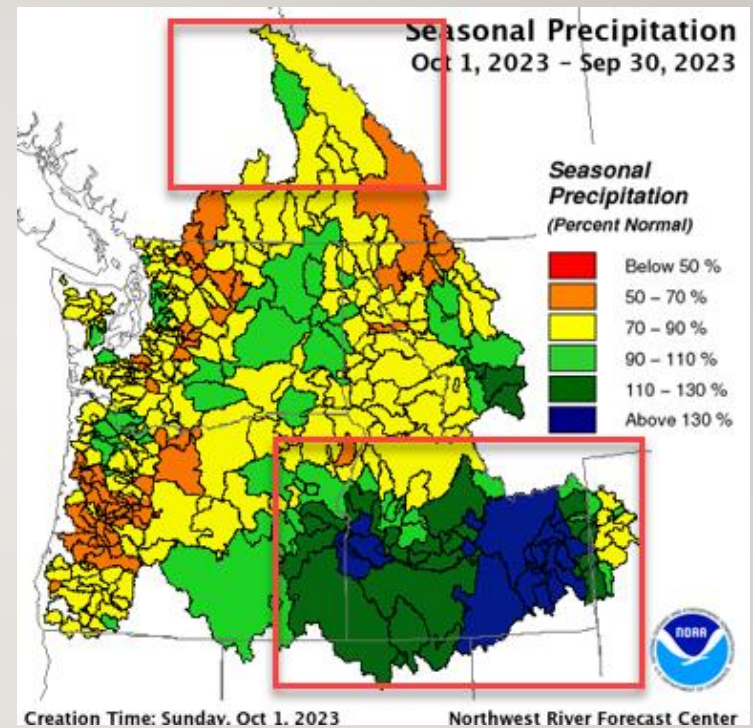 Seasonal Precipitation
Oct 1, 2023 – Sep 30, 2023
Seasonal
Precipitation
(Percent Normal)
Below 50 %
50 – 70 %
70 – 90 %
90 – 110 %
110 – 130 %
Above 130 %
NOAA
Creation Time: Sunday, Oct 1, 2023
Northwest River Forecast Center